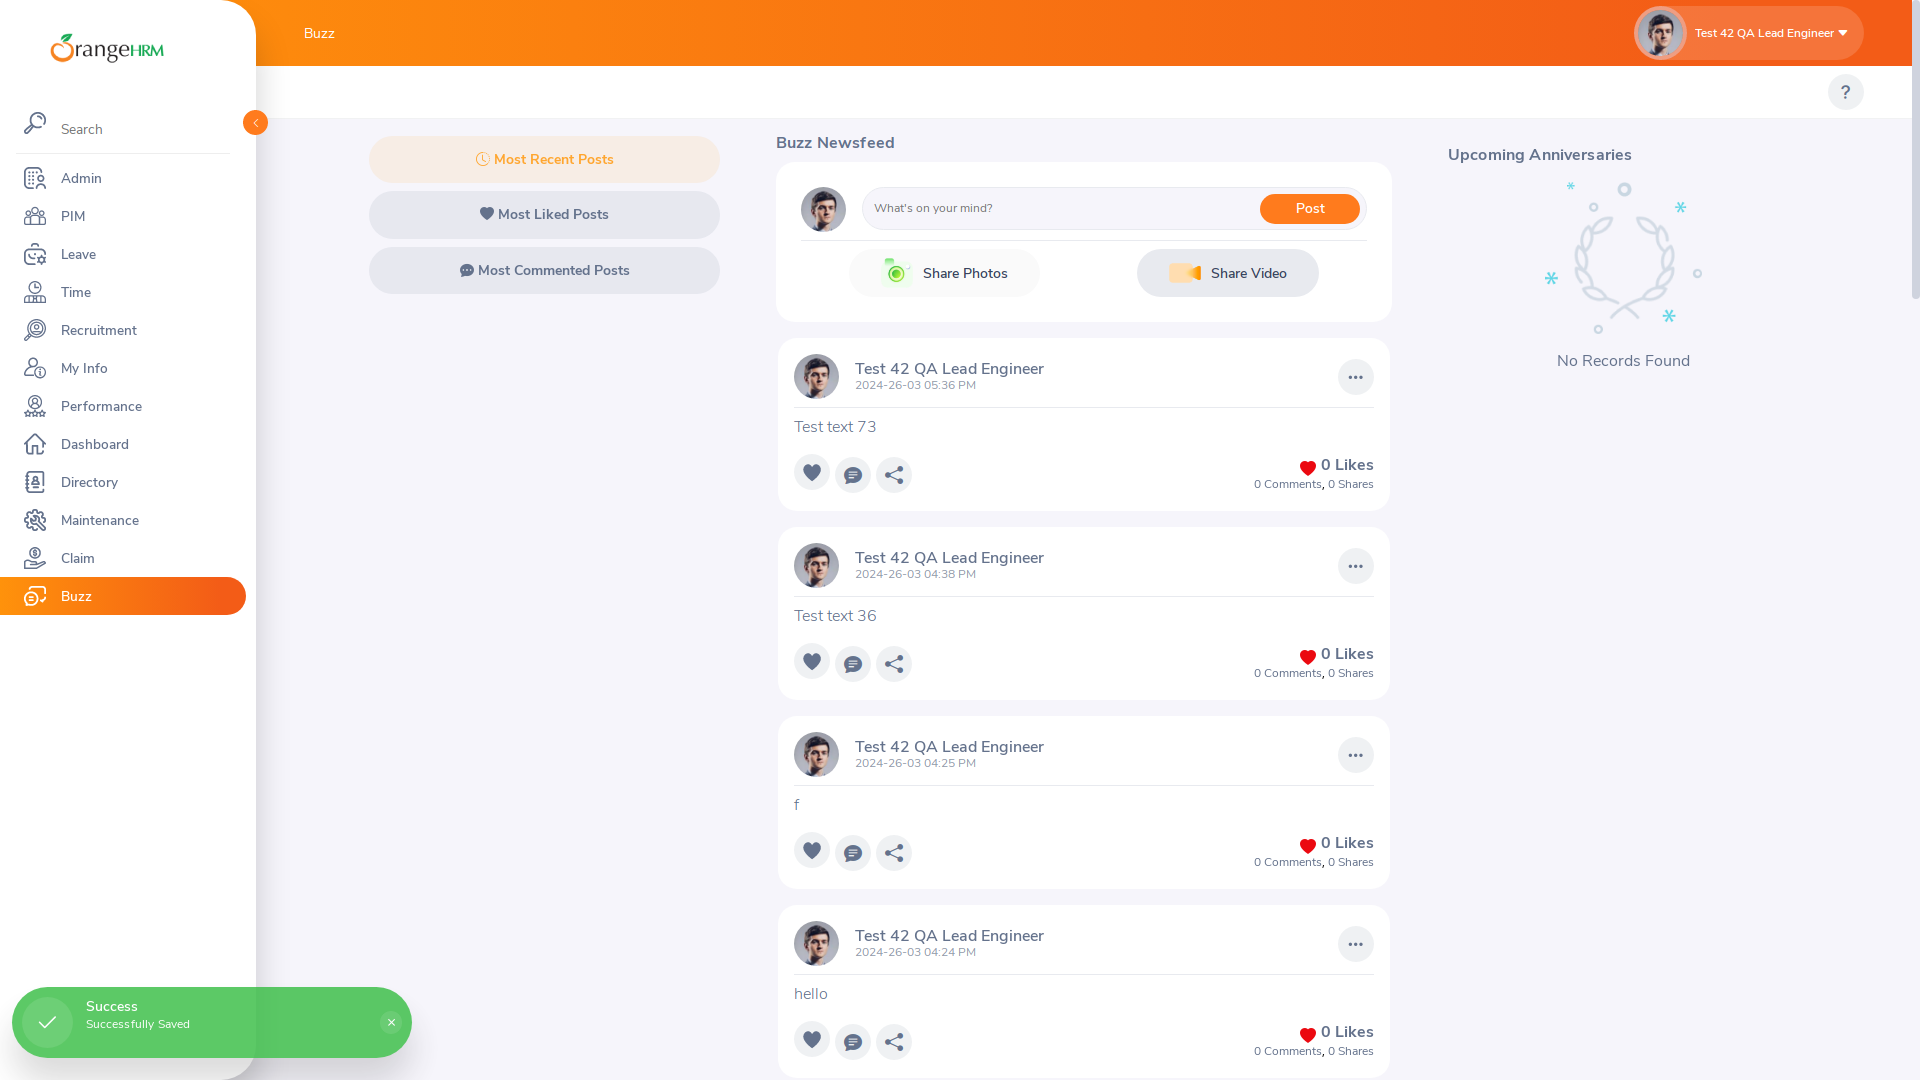 OrangeHRM
Search
Admin
PIM
Leave
Time
Recruitment
My Info
Performance
Dashboard
Directory
Maintenance
Claim
Buzz
Success
Successfully Saved
Buzz
Test 42 QA Lead Engineer
?
Most Recent Posts
Most Liked Posts
Most Commented Posts
Buzz Newsfeed
What's on your mind?
Post
Share Photos
Share Video
Test 42 QA Lead Engineer
2024-26-03 05:36 PM
Test text 73
0 Likes
0 Comments, 0 Shares
Test 42 QA Lead Engineer
2024-26-03 04:38 PM
Test text 36
0 Likes
0 Comments, 0 Shares
Test 42 QA Lead Engineer
2024-26-03 04:25 PM
f
0 Likes
0 Comments, 0 Shares
Test 42 QA Lead Engineer
2024-26-03 04:24 PM
hello
0 Likes
0 Comments, 0 Shares
Upcoming Anniversaries
No Records Found